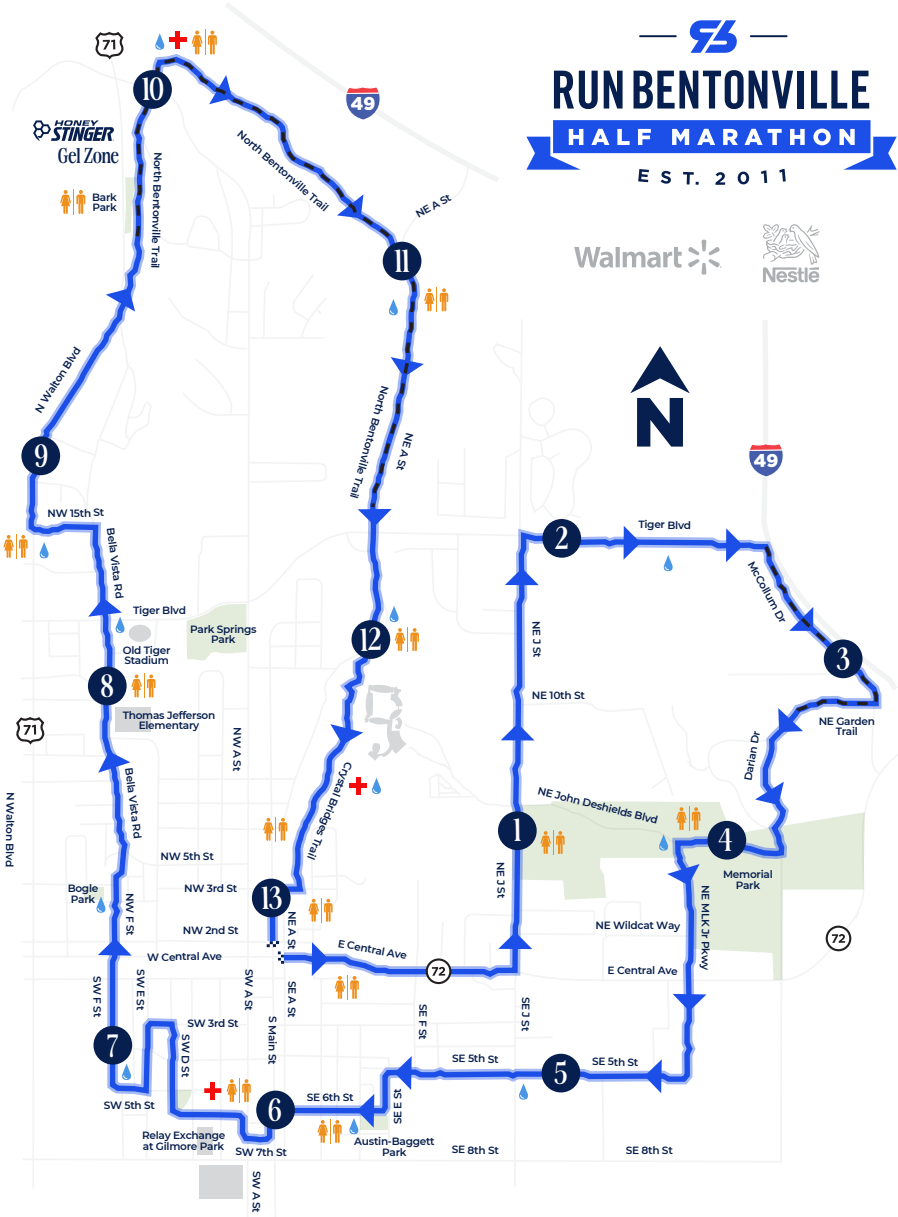 RUN BENTONVILLE
HALF MARATHON
EST. 2011
Walmart
Nestlé
N
71
49
10
HONEY
STINGER
Gel Zone
Bark
Park
North Bentonville Trail
North Bentonville Trail
NE A St
11
N Walton Blvd
9
NW 15th St
Bella Vista Rd
North Bentonville Trail
NE A St
49
2
Tiger Blvd
McCollum Dr
3
NE Garden
Trail
Darian Dr
NE J St
NE 10th St
Tiger Blvd
Old Tiger
Stadium
Park Springs
Park
12
8
Thomas Jefferson
Elementary
71
N Walton Blvd
Bella Vista Rd
NW A St
Crystal Bridges Trail
NE John Deshields Blvd
1
4
Memorial
Park
NW 5th St
NW 3rd St
13
NE J St
Bogle
Park
NW F St
NW 2nd St
NE A St
W Central Ave
E Central Ave
72
NE Wildcat Way
NE MLK Jr Pkwy
E Central Ave
72
SW F St
SW E St
SW A St
SE A St
SE F St
SE J St
SW 3rd St
S Main St
7
SW D St
SE 5th St
5
SE 5th St
SW 5th St
6
SE 6th St
SE E St
Relay Exchange
at Gilmore Park
SW 7th St
Austin-Baggett
Park
SE 8th St
SE 8th St
SW A St